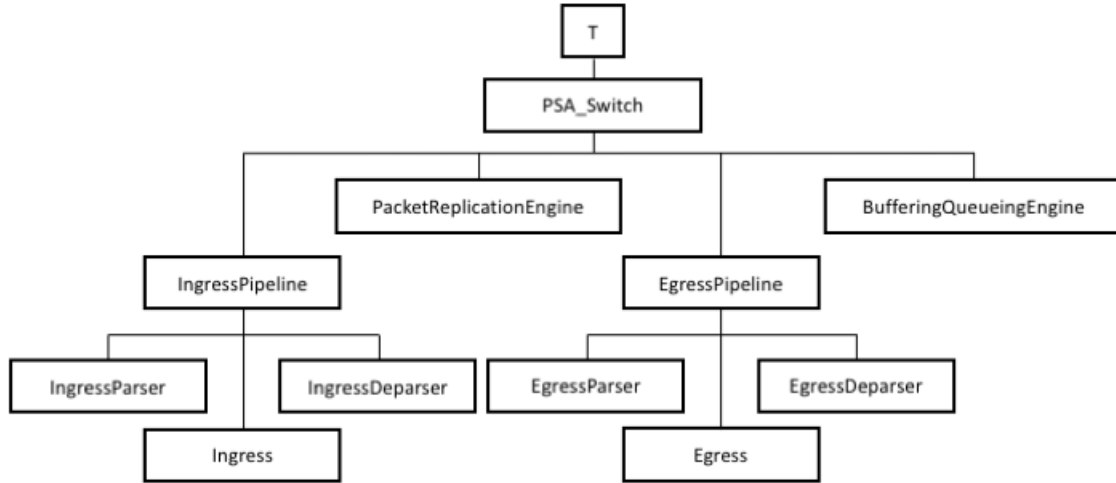 T
PSA_Switch
PacketReplicationEngine
BufferingQueueingEngine
IngressPipeline
EgressPipeline
IngressParser
IngressDeparser
EgressParser
EgressDeparser
Ingress
Egress